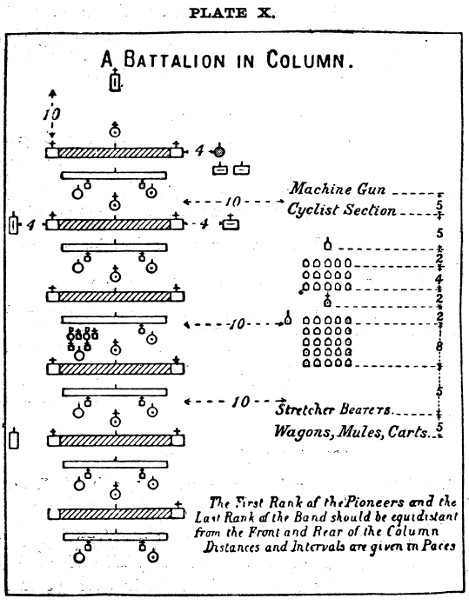 PLATE X.
A BATTALION IN COLUMN.
10
4
10
Machine Gun
5
Cyclist Section
4
4
5
2
4
2
10
2
8
10
5
Stretcher Bearers
Wagons, Mules, Carts.
5
The First Rank of the Pioneers and the
Last Rank of the Band should be equidistant
from the Front and Rear of the Column
Distances and Intervals are given in Paces